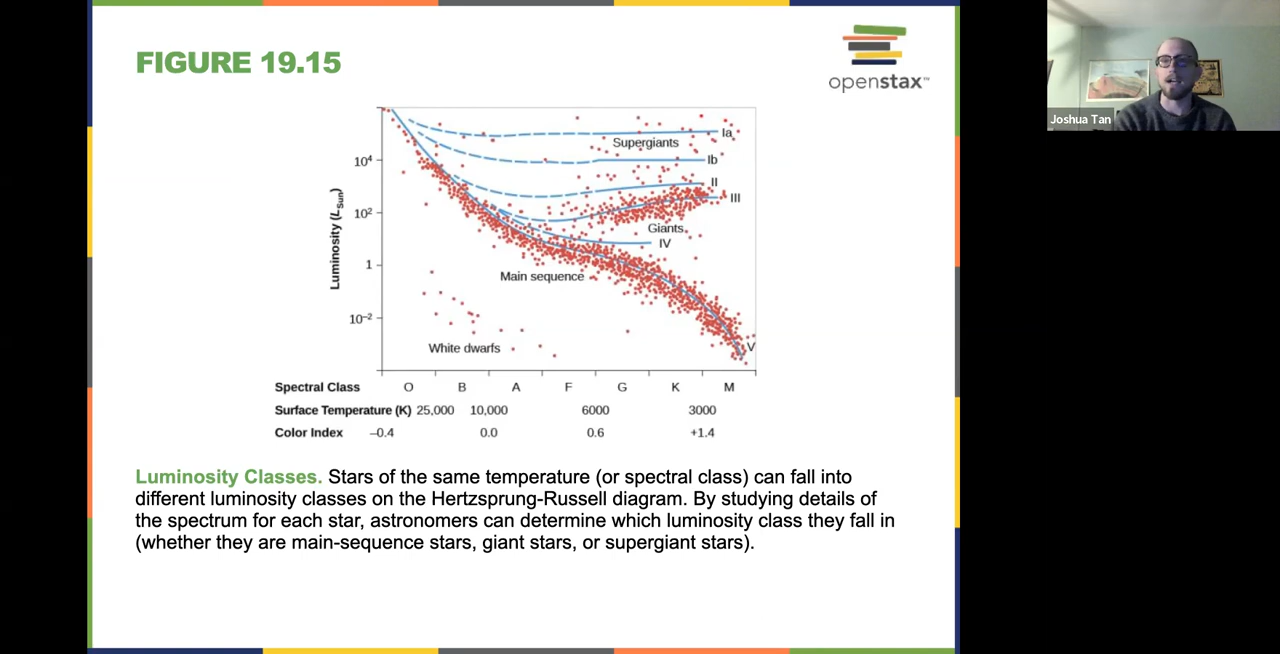 FIGURE 19.15
openstax™
Joshua Tan
Ia
Supergiants
10⁴
Ib
II
III
Luminosity (L_Sun)
10²
Giants
IV
1
Main sequence
10⁻²
White dwarfs
V
Spectral Class O B A F G K M
Surface Temperature (K) 25,000 10,000 6000 3000
Color Index –0.4 0.0 0.6 +1.4
Luminosity Classes. Stars of the same temperature (or spectral class) can fall into
different luminosity classes on the Hertzsprung-Russell diagram. By studying details of
the spectrum for each star, astronomers can determine which luminosity class they fall in
(whether they are main-sequence stars, giant stars, or supergiant stars).